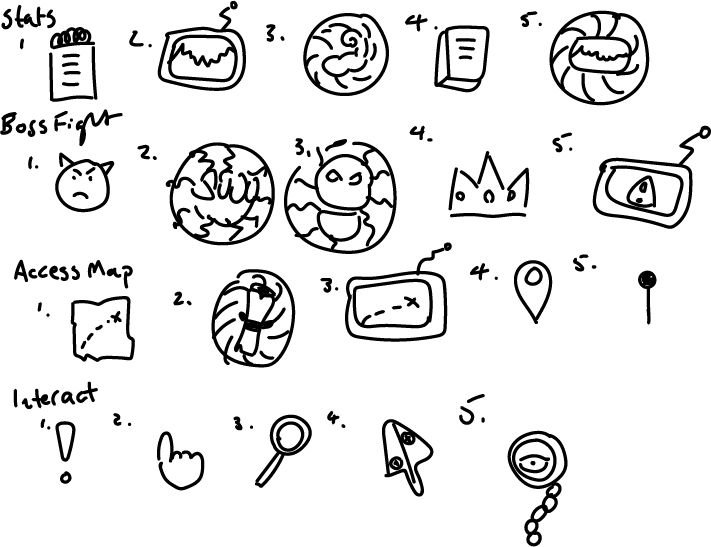 Stats
1. 2. 3. 4. 5.
Boss Fight
1. 2. 3. 4. 5.
Access Map
1. 2. 3. 4. 5.
Interact
1. 2. 3. 4. 5.